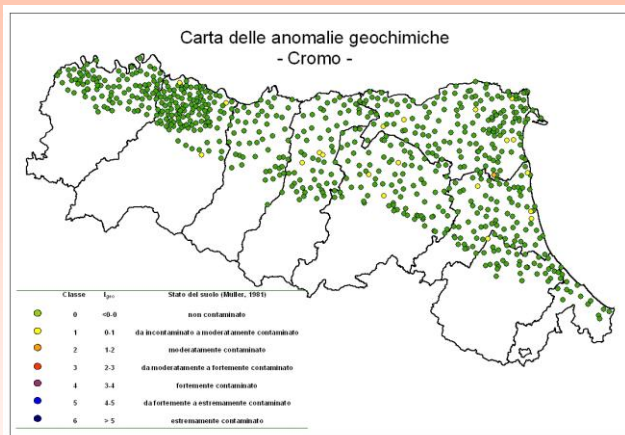 Carta delle anomalie geochimiche
- Cromo -
Classe Igeo Stato del suolo (Muller, 1981)
0 <0-0 non contaminato
1 0-1 da incontaminato a moderatamente contaminato
2 1-2 moderatamente contaminato
3 2-3 da moderatamente a fortemente contaminato
4 3-4 fortemente contaminato
5 4-5 da fortemente a estremamente contaminato
6 > 5 estremamente contaminato